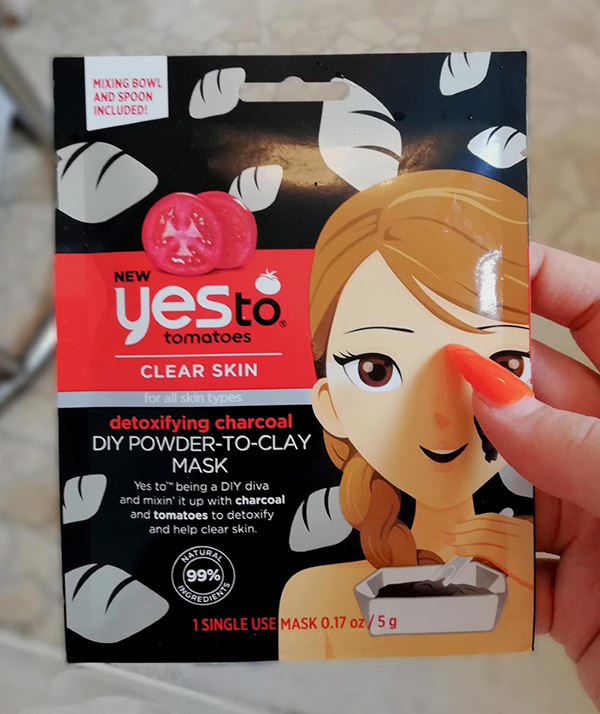 MIXING BOWL
AND SPOON
INCLUDED!
NEW
yes to®
tomatoes
CLEAR SKIN
for all skin types
detoxifying charcoal
DIY POWDER-TO-CLAY
MASK
Yes to™ being a DIY diva
and mixin' it up with charcoal
and tomatoes to detoxify
and help clear skin.
NATURAL
99%
INGREDIENTS
1 SINGLE USE MASK 0.17 oz / 5 g